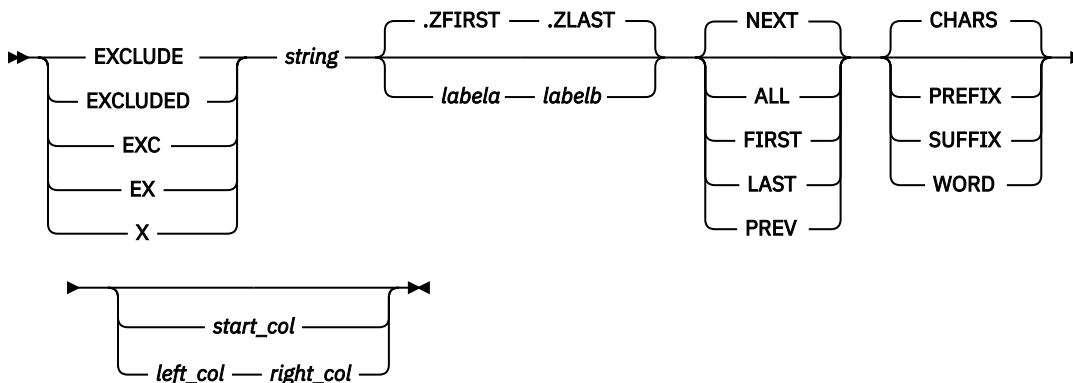 .ZFIRST .ZLAST NEXT CHARS
EXCLUDE string
EXCLUDED labela labelb ALL PREFIX
EXC FIRST SUFFIX
EX LAST WORD
X PREV
start_col
left_col right_col